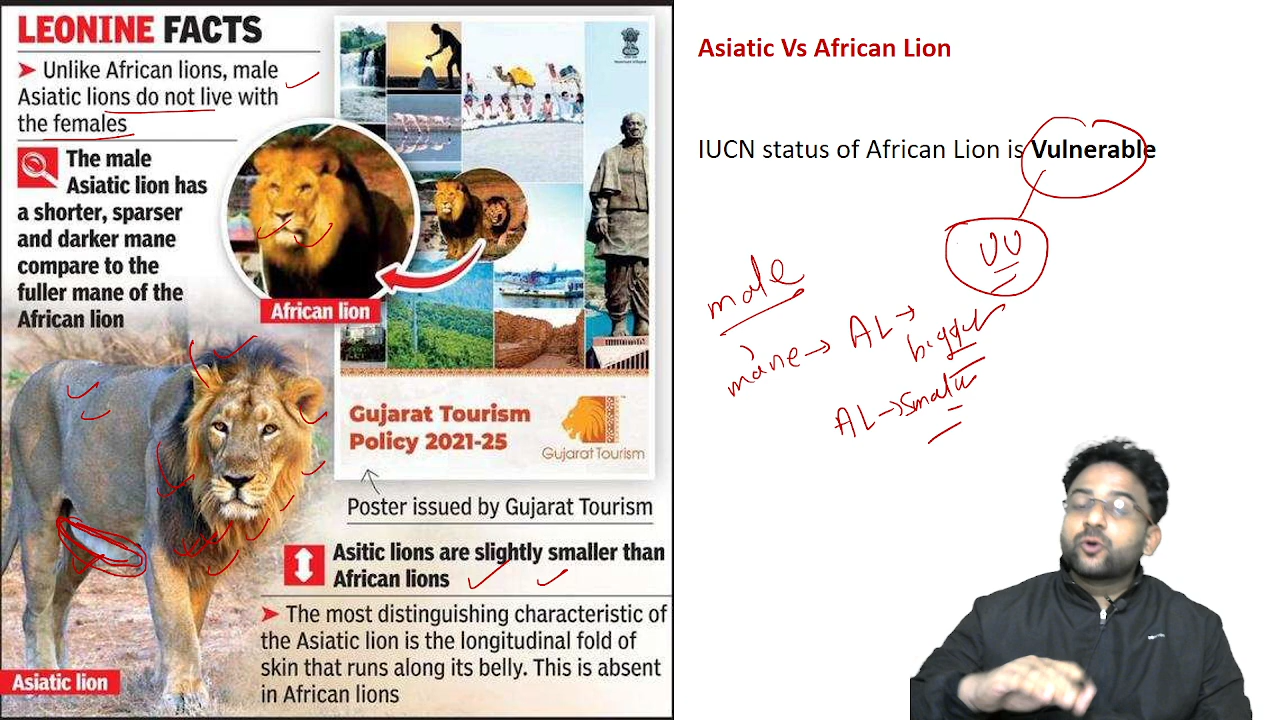 LEONINE FACTS
➤ Unlike African lions, male
Asiatic lions do not live with
the females
The male
Asiatic lion has
a shorter, sparser
and darker mane
compare to the
fuller mane of the
African lion
African lion
Gujarat Tourism
Policy 2021-25
Gujarat Tourism
Poster issued by Gujarat Tourism
Asitic lions are slightly smaller than
African lions
➤ The most distinguishing characteristic of
the Asiatic lion is the longitudinal fold of
skin that runs along its belly. This is absent
in African lions
Asiatic lion
Asiatic Vs African Lion
IUCN status of African Lion is Vulnerable
VU
male
mane → AL →
bigger
AL →